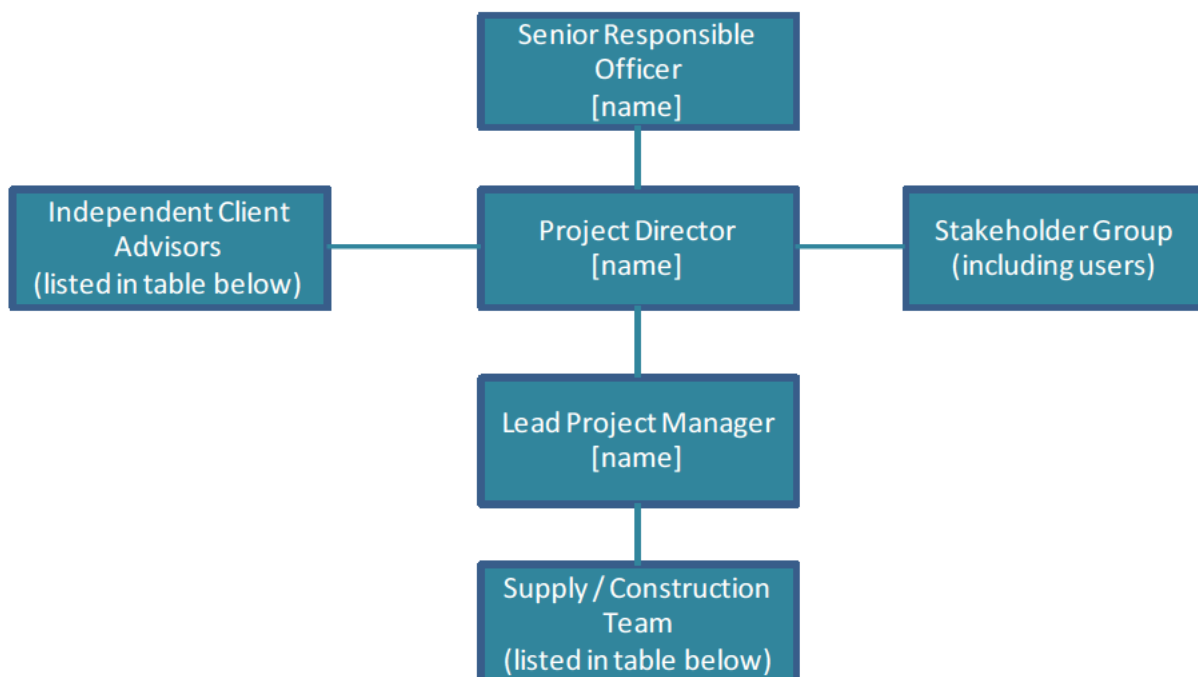 Senior Responsible
Officer
[name]
Independent Client
Advisors
(listed in table below)
Project Director
[name]
Stakeholder Group
(including users)
Lead Project Manager
[name]
Supply / Construction
Team
(listed in table below)